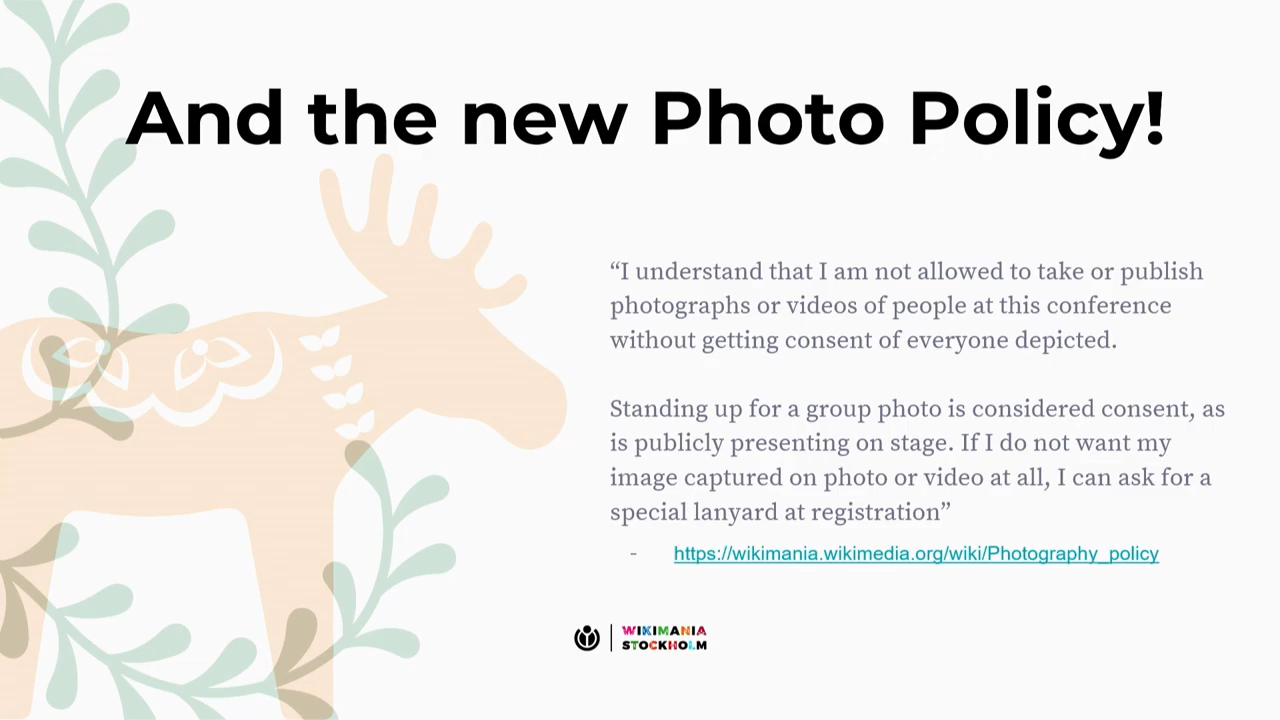 And the new Photo Policy!
“I understand that I am not allowed to take or publish
photographs or videos of people at this conference
without getting consent of everyone depicted.
Standing up for a group photo is considered consent, as
is publicly presenting on stage. If I do not want my
image captured on photo or video at all, I can ask for a
special lanyard at registration”
- https://wikimania.wikimedia.org/wiki/Photography_policy
WIKIMANIA
STOCKHOLM